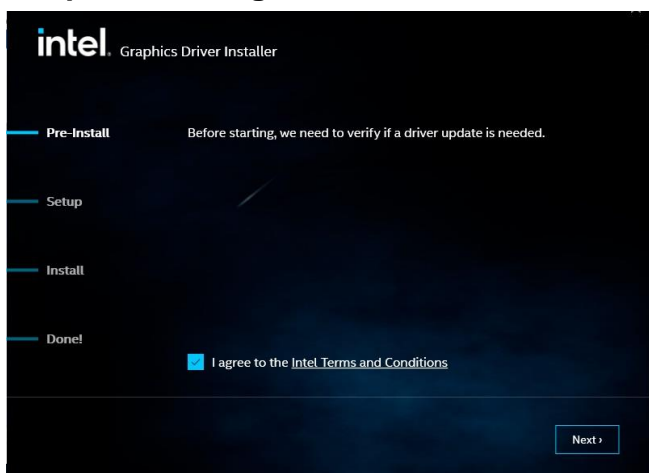 intel. Graphics Driver Installer
Pre-Install
Before starting, we need to verify if a driver update is needed.
Setup
Install
Done!
I agree to the Intel Terms and Conditions
Next ›